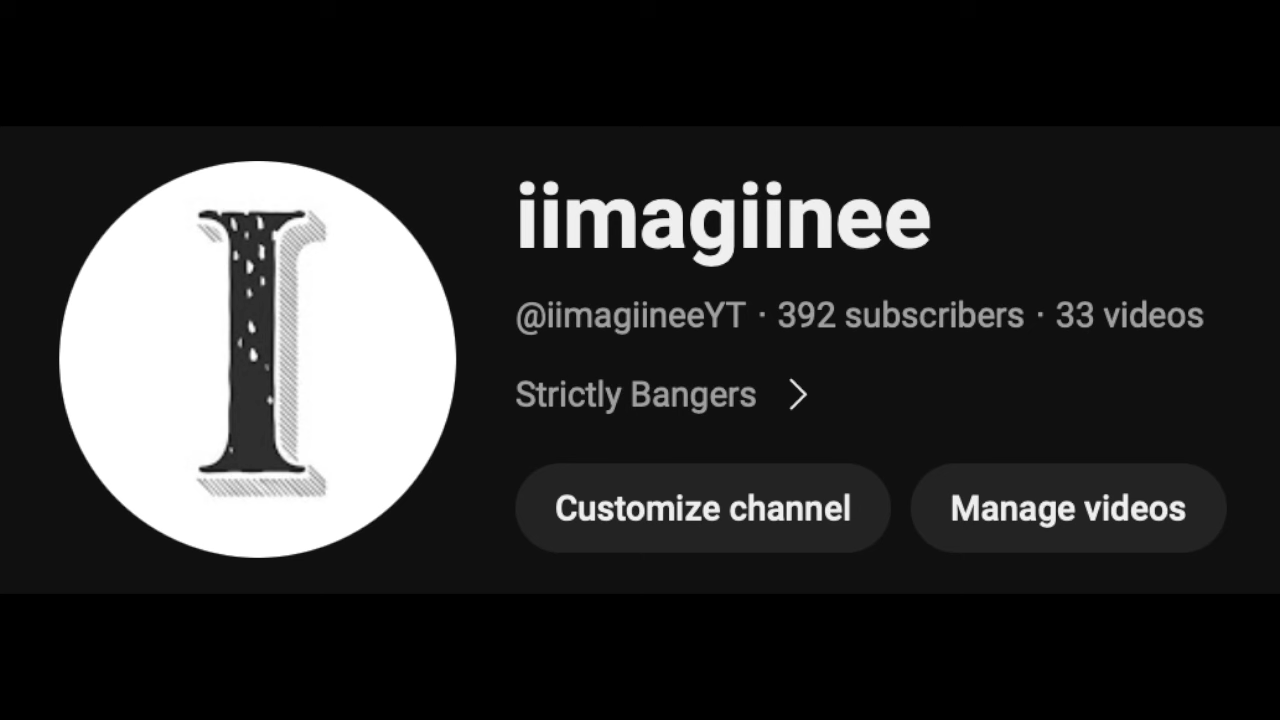 I
iimagiinee
@iimagiineeYT · 392 subscribers · 33 videos
Strictly Bangers
Customize channel
Manage videos